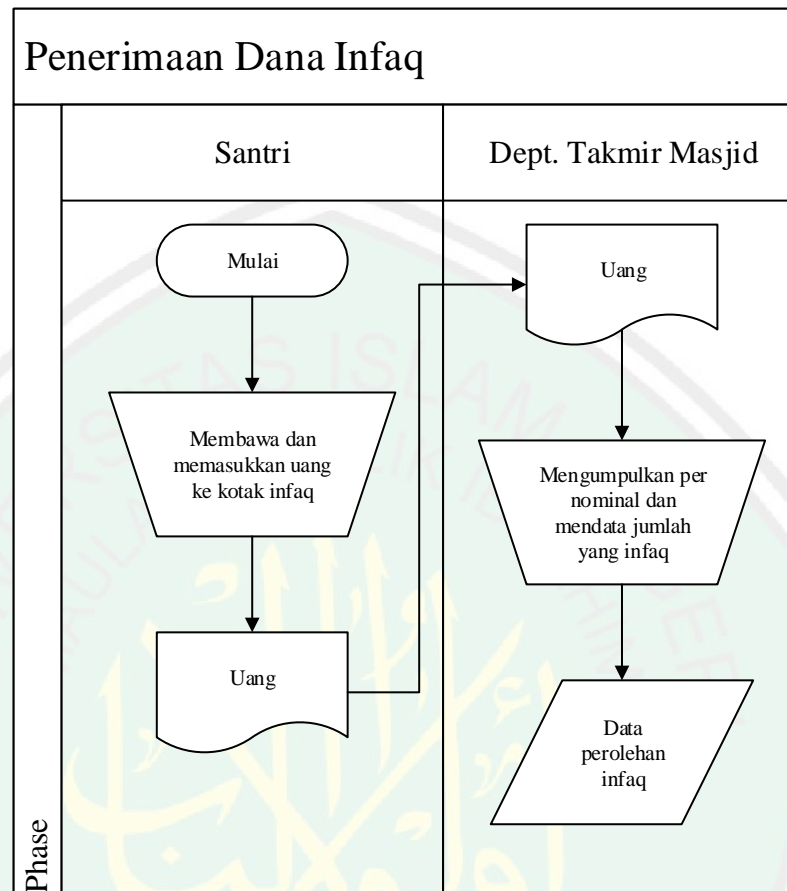 Penerimaan Dana Infaq
Santri
Dept. Takmir Masjid
Mulai
Membawa dan
memasukkan uang
ke kotak infaq
Uang
Uang
Mengumpulkan per
nominal dan
mendata jumlah
yang infaq
Data
perolehan
infaq
Phase